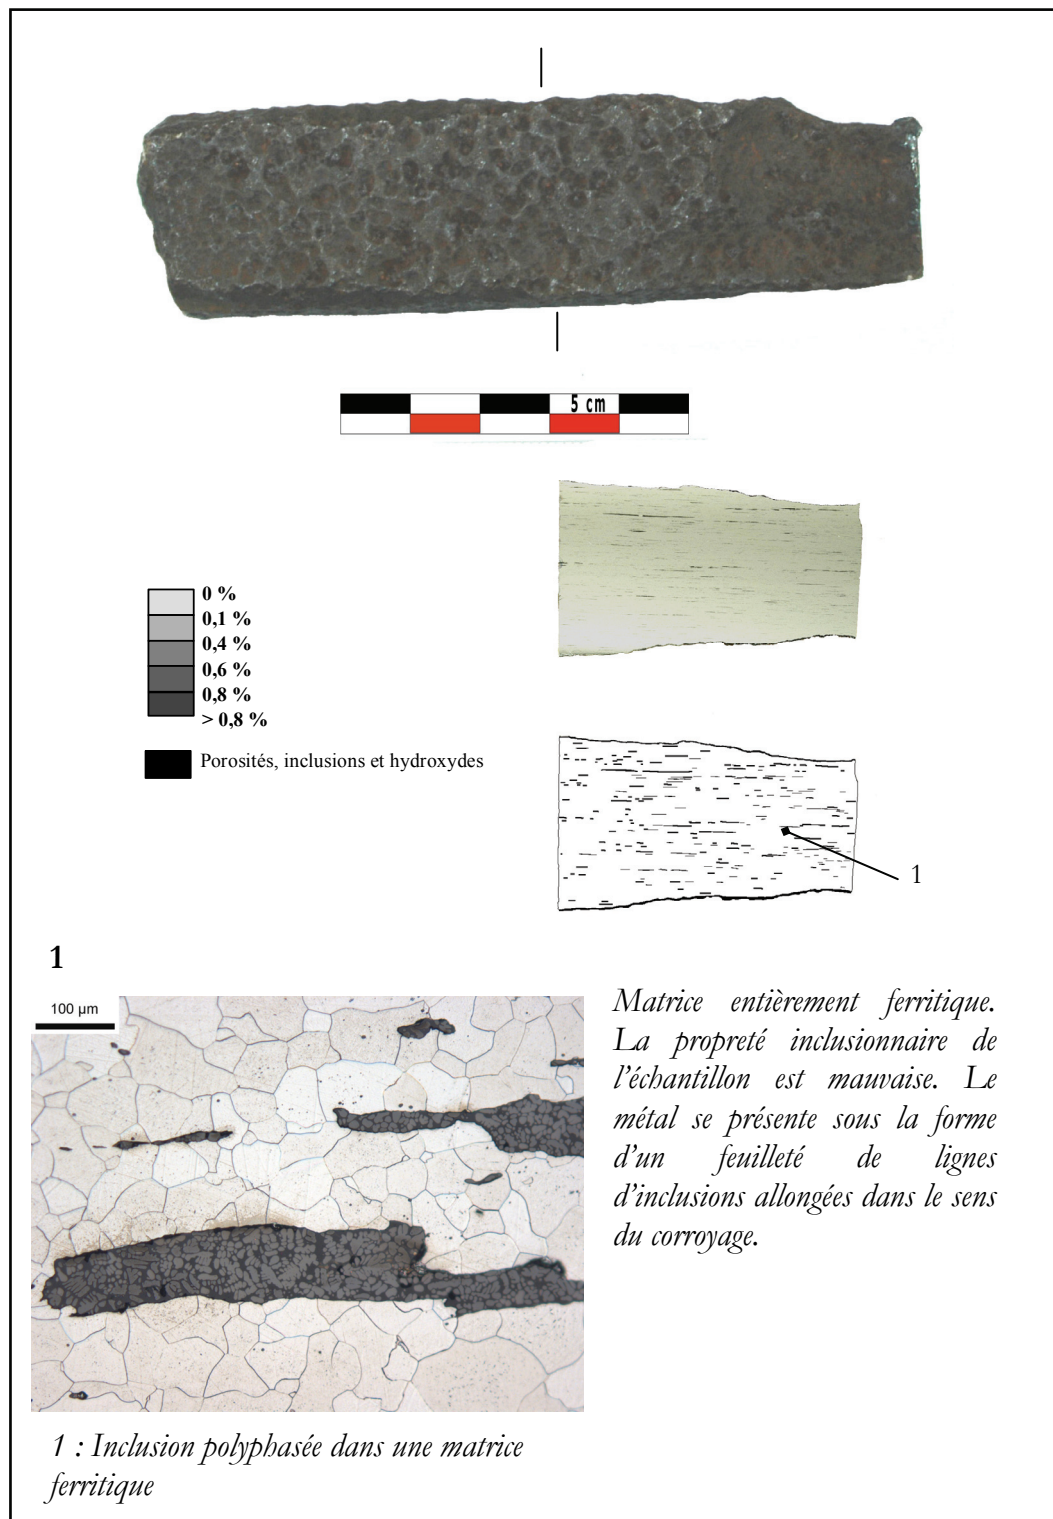 5 cm
0 %
0,1 %
0,4 %
0,6 %
0,8 %
> 0,8 %
Porosités, inclusions et hydroxydes
1
1
100 µm
Matrice entièrement ferritique.
La propreté inclusionnaire de
l'échantillon est mauvaise. Le
métal se présente sous la forme
d'un feuilleté de lignes
d'inclusions allongées dans le sens
du corroyage.
1 : Inclusion polyphasée dans une matrice
ferritique